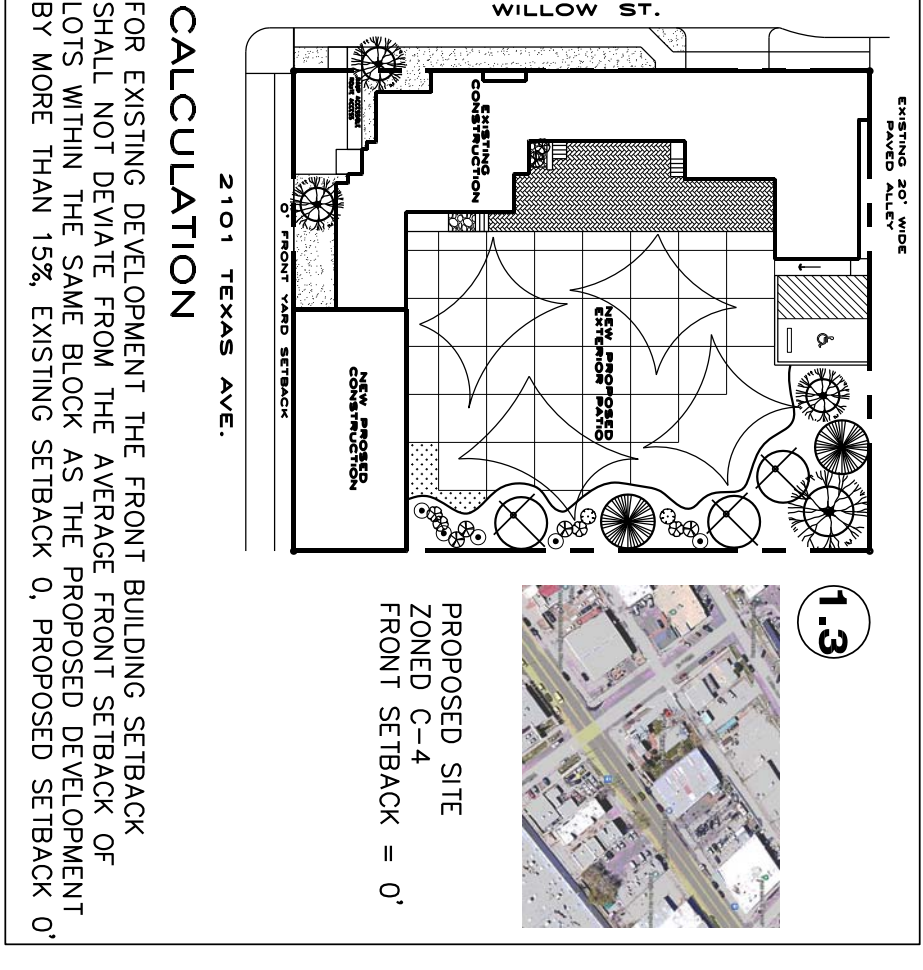 WILLOW ST.
EXISTING 20' WIDE
PAVED ALLEY
EXISTING
CONSTRUCTION
NEW PROPOSED
EXTERIOR PATIO
NEW PROSED
CONSTRUCTION
0' FRONT YARD SETBACK
2101 TEXAS AVE.
1.3
PROPOSED SITE
ZONED C-4
FRONT SETBACK = 0'
CALCULATION
FOR EXISTING DEVELOPMENT THE FRONT BUILDING SETBACK
SHALL NOT DEVIATE FROM THE AVERAGE FRONT SETBACK OF
LOTS WITHIN THE SAME BLOCK AS THE PROPOSED DEVELOPMENT
BY MORE THAN 15%, EXISTING SETBACK 0, PROPOSED SETBACK 0'